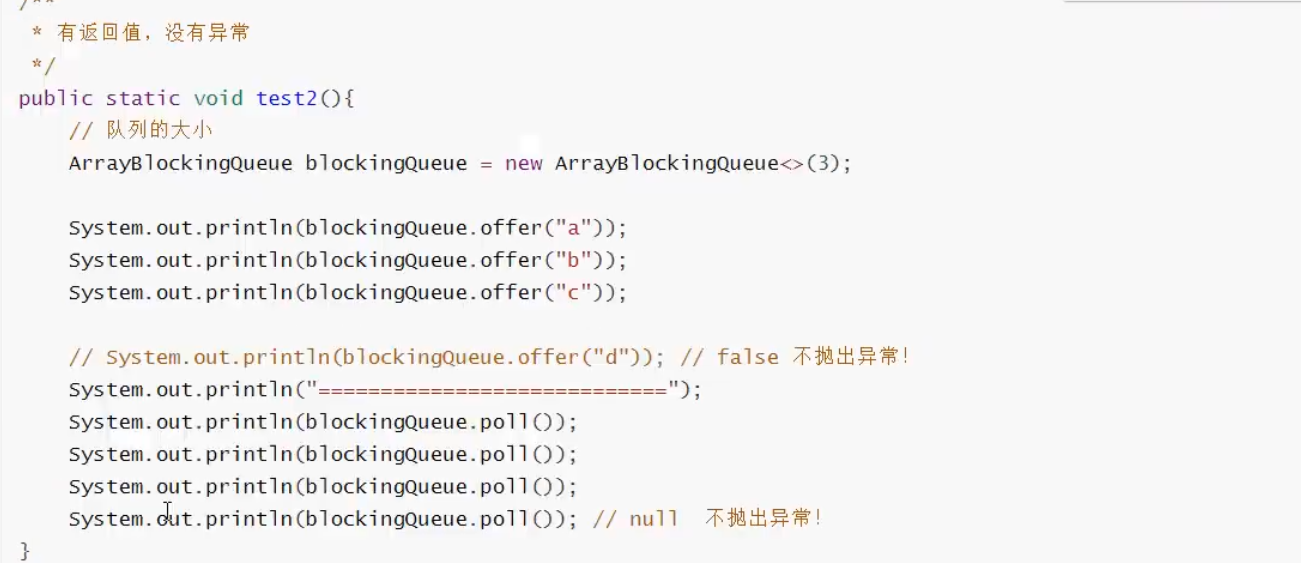 /**
 * 有返回值，没有异常
 */
public static void test2(){
    // 队列的大小
    ArrayBlockingQueue blockingQueue = new ArrayBlockingQueue<>(3);
    System.out.println(blockingQueue.offer("a"));
    System.out.println(blockingQueue.offer("b"));
    System.out.println(blockingQueue.offer("c"));
    // System.out.println(blockingQueue.offer("d")); // false 不抛出异常！
    System.out.println("============================");
    System.out.println(blockingQueue.poll());
    System.out.println(blockingQueue.poll());
    System.out.println(blockingQueue.poll());
    System.out.println(blockingQueue.poll()); // null  不抛出异常！
}